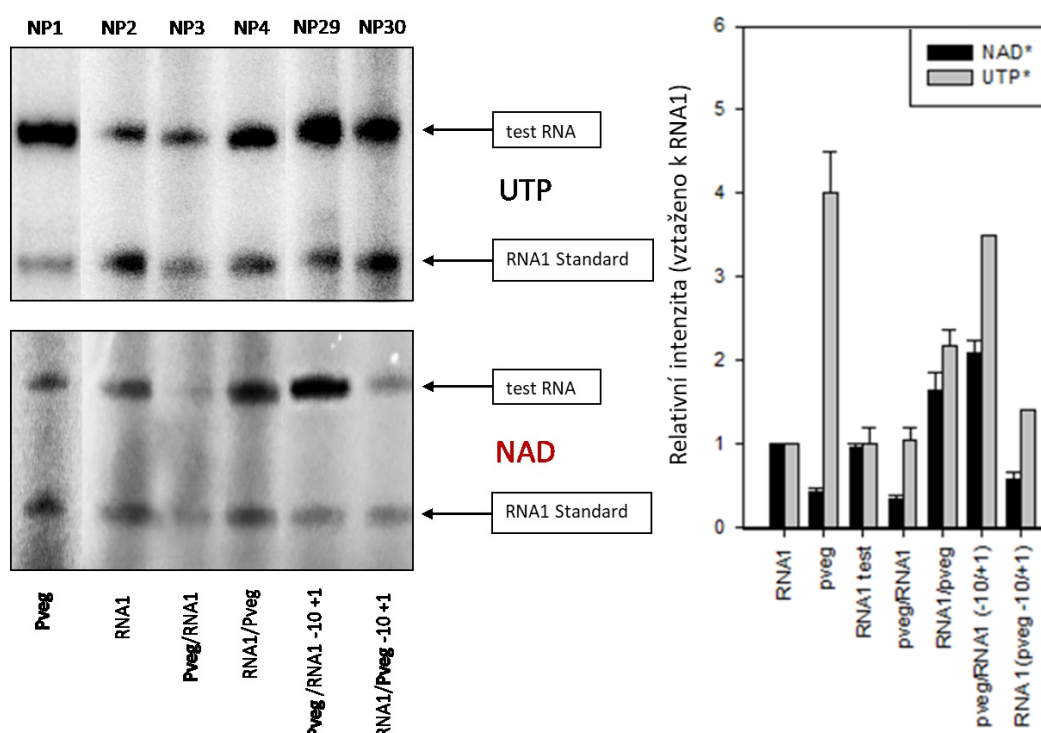 NP1 NP2 NP3 NP4 NP29 NP30
test RNA
UTP
RNA1 Standard
test RNA
NAD
RNA1 Standard
Pveg
RNA1
Pveg/RNA1
RNA1/Pveg
Pveg /RNA1 -10 +1
RNA1/Pveg -10 +1
Relativní intenzita (vztaženo k RNA1)
6
5
4
3
2
1
0
NAD*
UTP*
RNA1
pveg
RNA1 test
pveg/RNA1
RNA1/pveg
pveg/RNA1 (-10/+1)
RNA1 (pveg -10/+1)